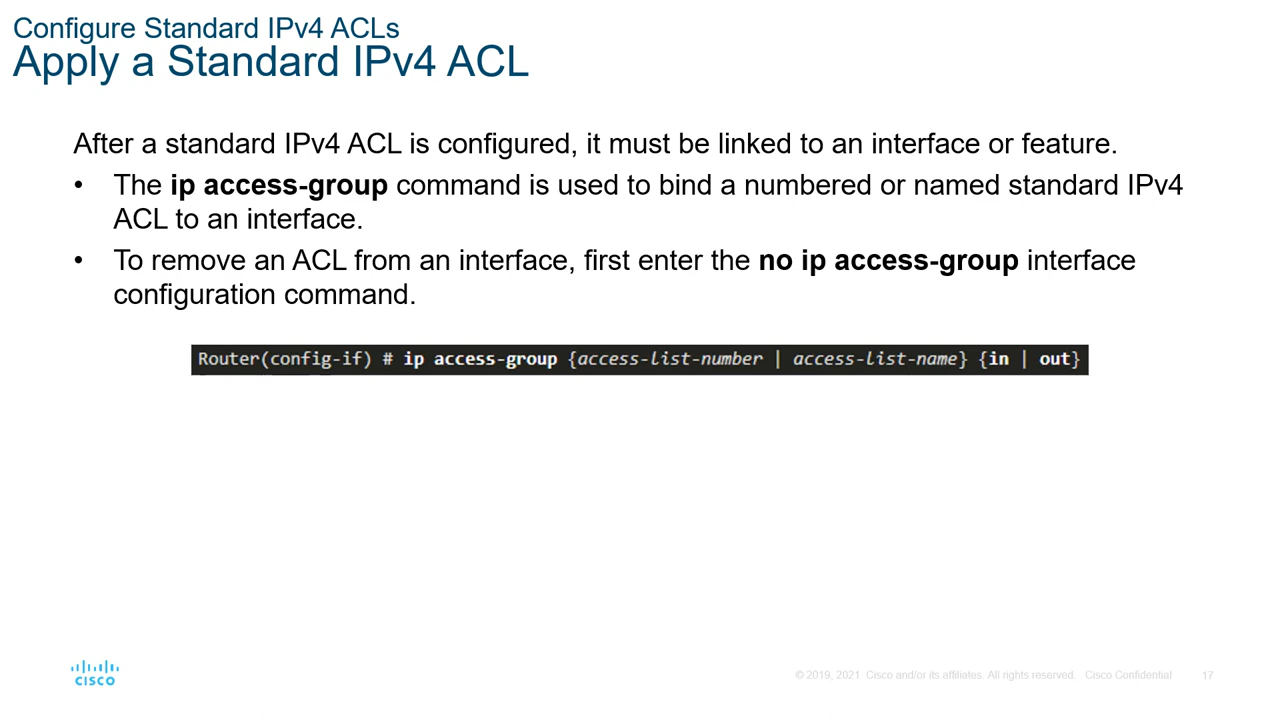 Configure Standard IPv4 ACLs
Apply a Standard IPv4 ACL
After a standard IPv4 ACL is configured, it must be linked to an interface or feature.
• The ip access-group command is used to bind a numbered or named standard IPv4
ACL to an interface.
• To remove an ACL from an interface, first enter the no ip access-group interface
configuration command.
Router(config-if) # ip access-group {access-list-number | access-list-name} {in | out}
CISCO
© 2019, 2021 Cisco and/or its affiliates. All rights reserved. Cisco Confidential 17